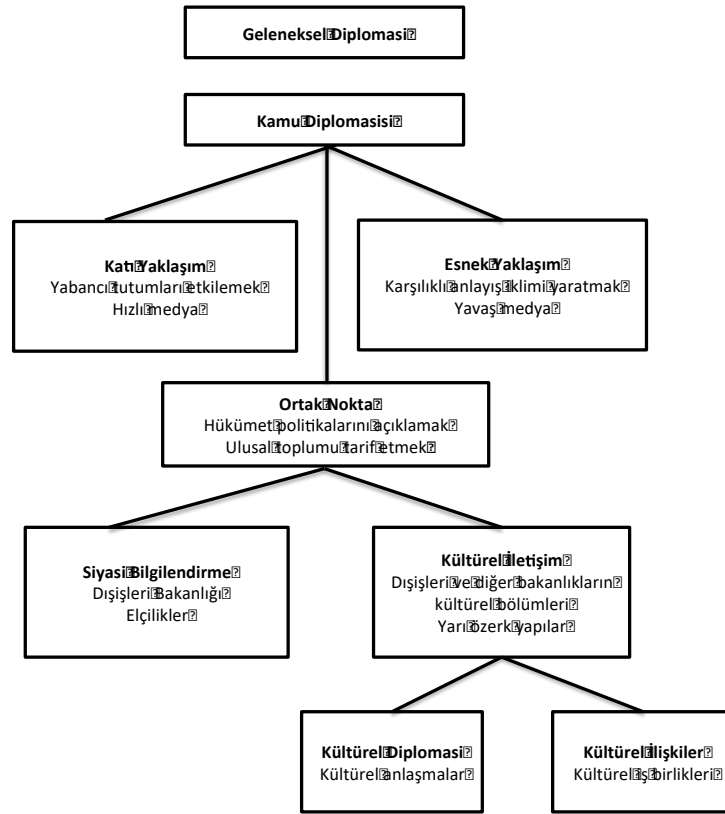 Geleneksel Diplomasi
Kamu Diplomasisi
Katı Yaklaşım
Yabancı tutumları etkilemek
Hızlı medya
Esnek Yaklaşım
Karşılıklı anlayış iklimi yaratmak
Yavaş medya
Ortak Nokta
Hükümet politikalarını açıklamak
Ulusal toplumu tarif etmek
Siyasi Bilgilendirme
Dışişleri Bakanlığı
Elçilikler
Kültürel İletişim
Dışişleri ve diğer bakanlıkların
kültürel bölümleri
Yarı özerk yapılar
Kültürel Diplomasi
Kültürel anlaşmalar
Kültürel İlişkiler
Kültürel iş birlikleri